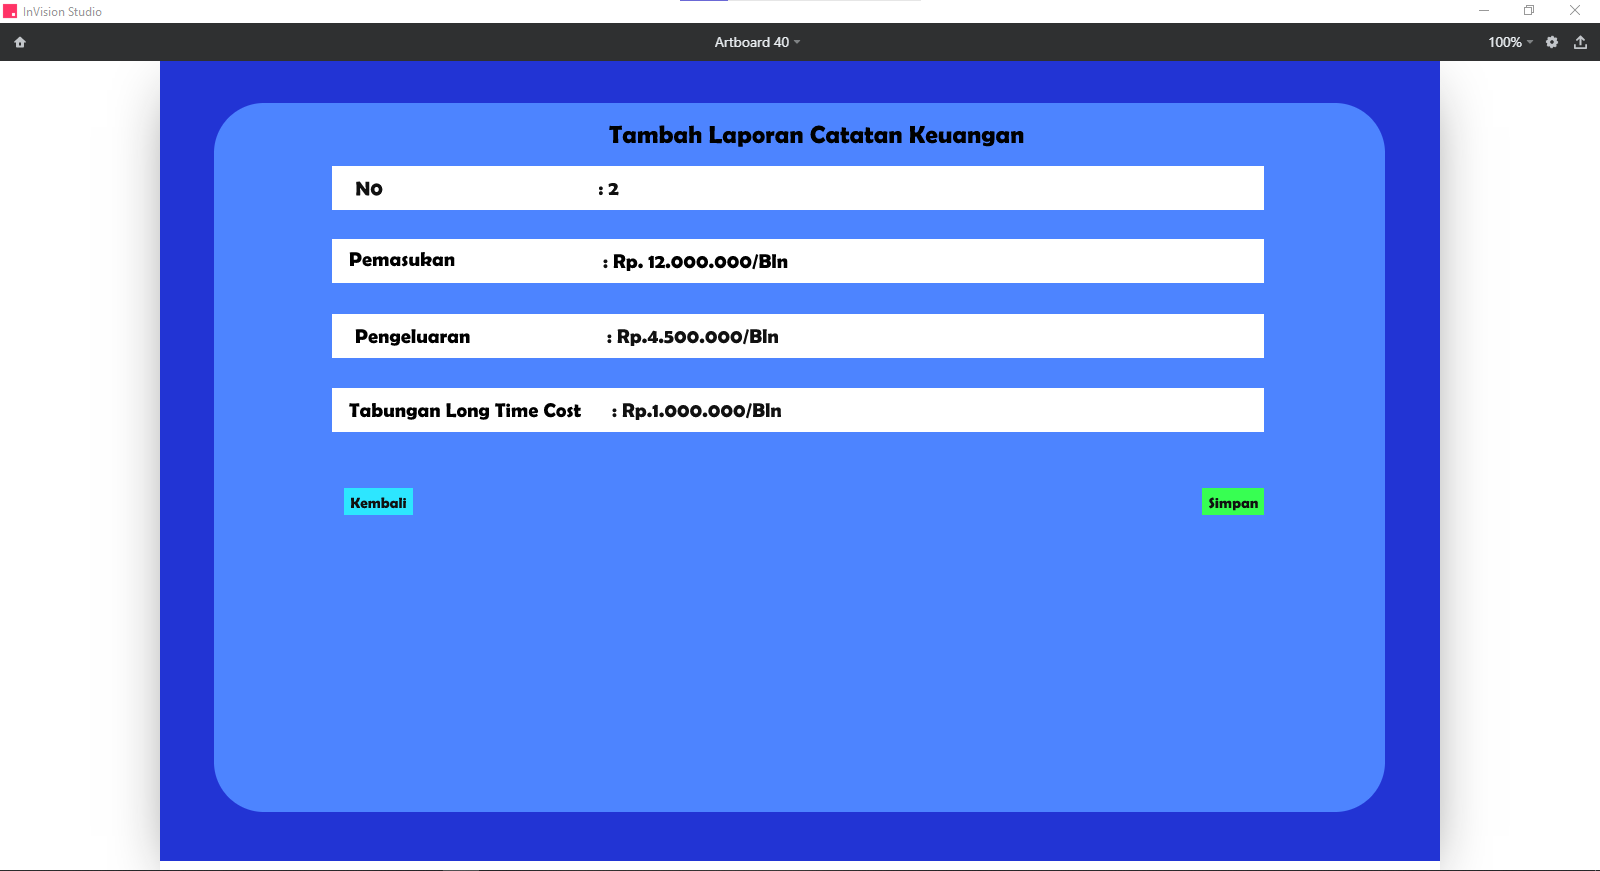 InVision Studio
Artboard 40
100%
Tambah Laporan Catatan Keuangan
No : 2
Pemasukan : Rp. 12.000.000/Bln
Pengeluaran : Rp.4.500.000/Bln
Tabungan Long Time Cost : Rp.1.000.000/Bln
Kembali
Simpan